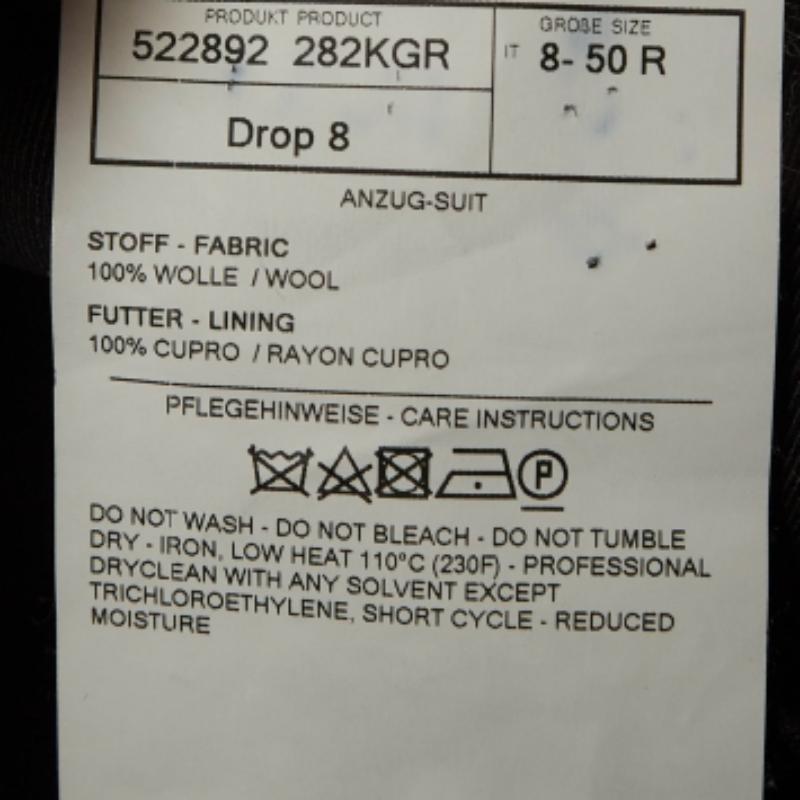 PRODUKT PRODUCT
522892 282KGR
GROßE SIZE
IT 8- 50 R
Drop 8
ANZUG-SUIT
STOFF - FABRIC
100% WOLLE / WOOL
FUTTER - LINING
100% CUPRO / RAYON CUPRO
PFLEGEHINWEISE - CARE INSTRUCTIONS
P
DO NOT WASH - DO NOT BLEACH - DO NOT TUMBLE
DRY - IRON, LOW HEAT 110°C (230F) - PROFESSIONAL
DRYCLEAN WITH ANY SOLVENT EXCEPT
TRICHLOROETHYLENE, SHORT CYCLE - REDUCED
MOISTURE